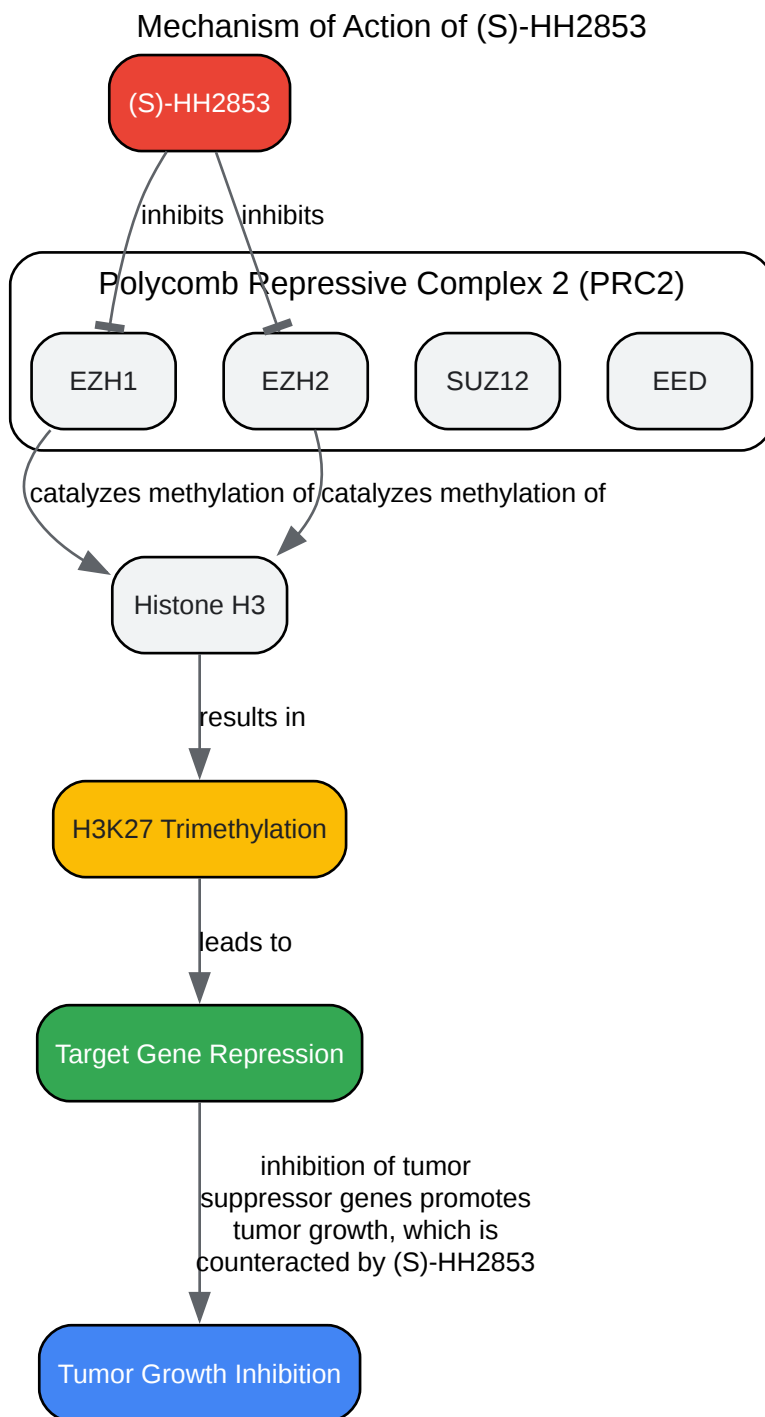 Mechanism of Action of (S)-HH2853
(S)-HH2853
inhibits
inhibits
Polycomb Repressive Complex 2 (PRC2)
EZH1
EZH2
SUZ12
EED
catalyzes methylation of
catalyzes methylation of
Histone H3
results in
H3K27 Trimethylation
leads to
Target Gene Repression
inhibition of tumor
suppressor genes promotes
tumor growth, which is
counteracted by (S)-HH2853
Tumor Growth Inhibition